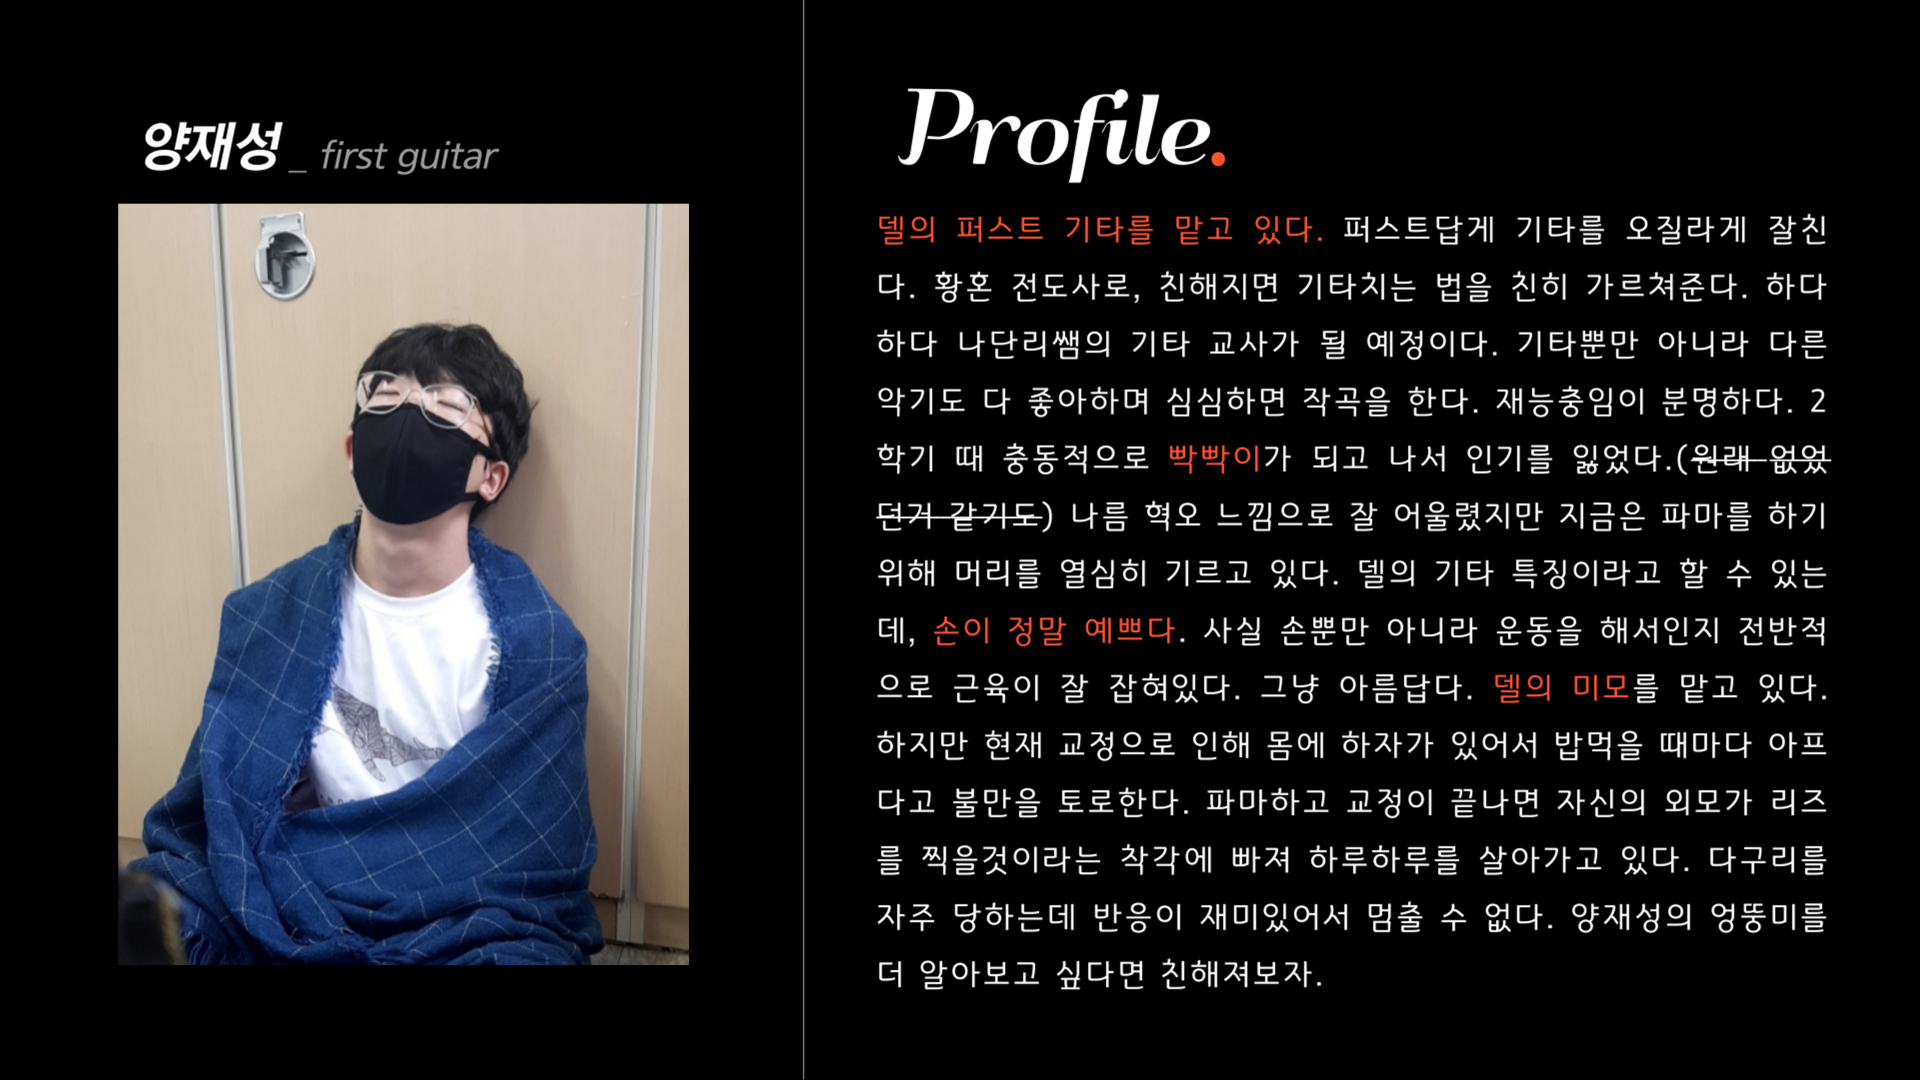 양재성 _ first guitar
Profile.
델의 퍼스트 기타를 맡고 있다. 퍼스트답게 기타를 오질라게 잘친
다. 황혼 전도사로, 친해지면 기타치는 법을 친히 가르쳐준다. 하다
하다 나단리쌤의 기타 교사가 될 예정이다. 기타뿐만 아니라 다른
악기도 다 좋아하며 심심하면 작곡을 한다. 재능충임이 분명하다. 2
학기 때 충동적으로 빡빡이가 되고 나서 인기를 잃었다.(원래 없었
던거 같기도) 나름 혁오 느낌으로 잘 어울렸지만 지금은 파마를 하기
위해 머리를 열심히 기르고 있다. 델의 기타 특징이라고 할 수 있는
데, 손이 정말 예쁘다. 사실 손뿐만 아니라 운동을 해서인지 전반적
으로 근육이 잘 잡혀있다. 그냥 아름답다. 델의 미모를 맡고 있다.
하지만 현재 교정으로 인해 몸에 하자가 있어서 밥먹을 때마다 아프
다고 불만을 토로한다. 파마하고 교정이 끝나면 자신의 외모가 리즈
를 찍을것이라는 착각에 빠져 하루하루를 살아가고 있다. 다구리를
자주 당하는데 반응이 재미있어서 멈출 수 없다. 양재성의 엉뚱미를
더 알아보고 싶다면 친해져보자.